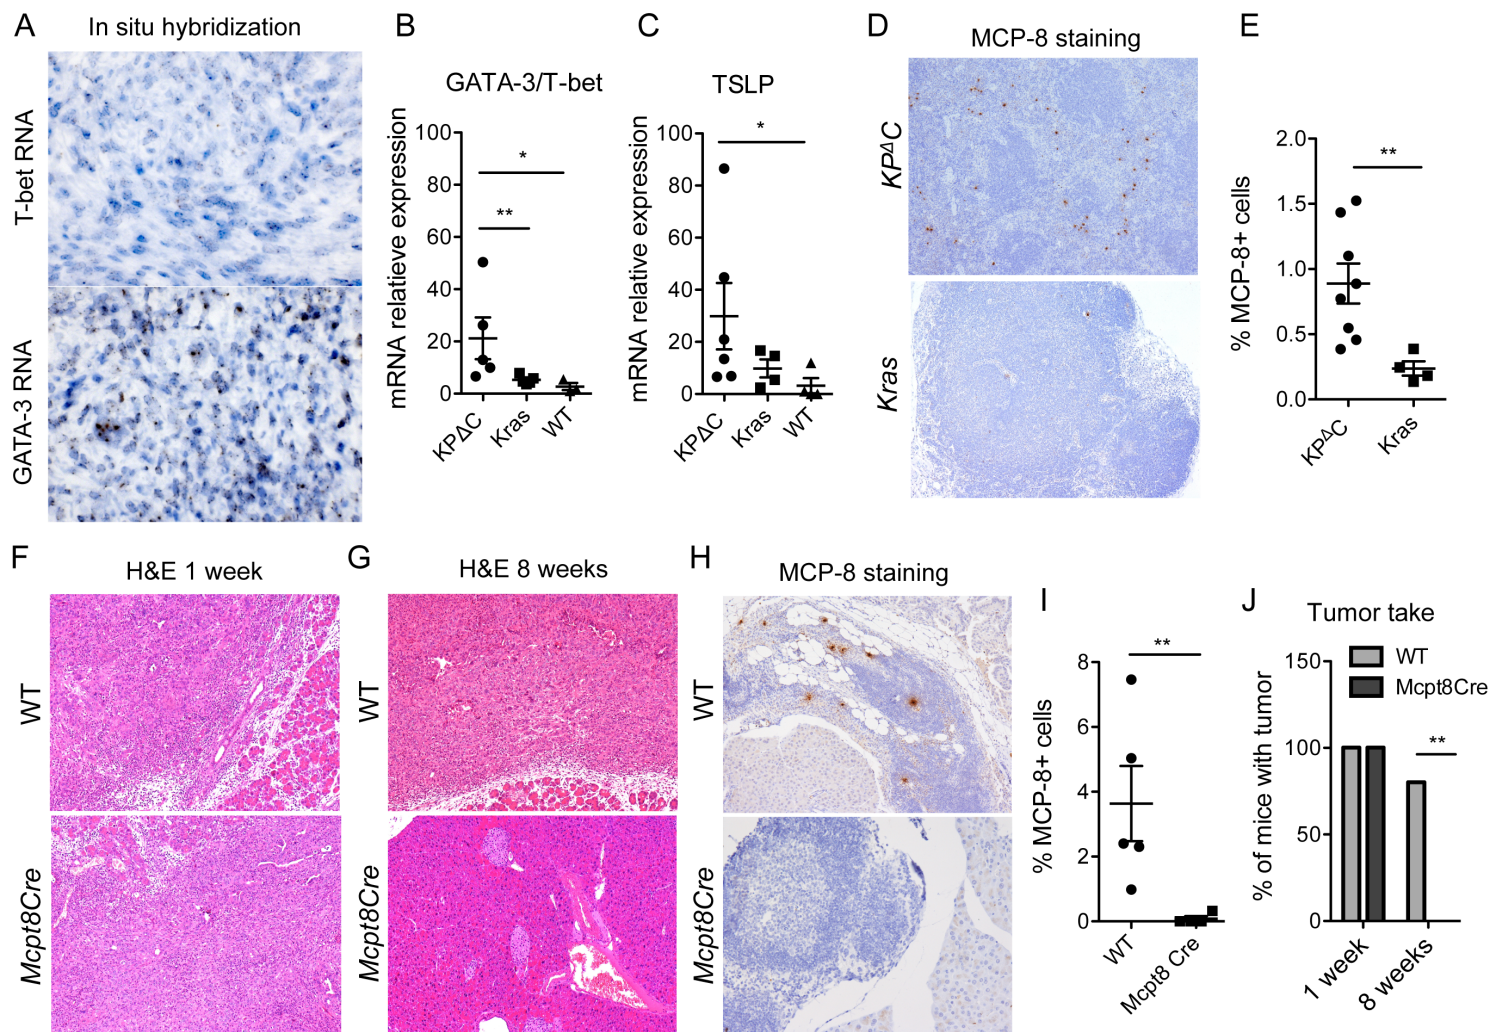 A
In situ hybridization
T-bet RNA
GATA-3 RNA
B
GATA-3/T-bet
mRNA relatieve expression
100
80
60
40
20
0
*
**
KPΔC
Kras
WT
C
TSLP
mRNA relative expression
100
80
60
40
20
0
*
KPΔC
Kras
WT
D
MCP-8 staining
KPΔC
Kras
E
% MCP-8+ cells
2.0
1.5
1.0
0.5
0.0
**
KPΔC
Kras
F
H&E 1 week
WT
Mcpt8Cre
G
H&E 8 weeks
WT
Mcpt8Cre
H
MCP-8 staining
WT
Mcpt8Cre
I
% MCP-8+ cells
8
6
4
2
0
**
WT
Mcpt8 Cre
J
Tumor take
WT
Mcpt8Cre
% of mice with tumor
150
100
50
0
**
1 week
8 weeks